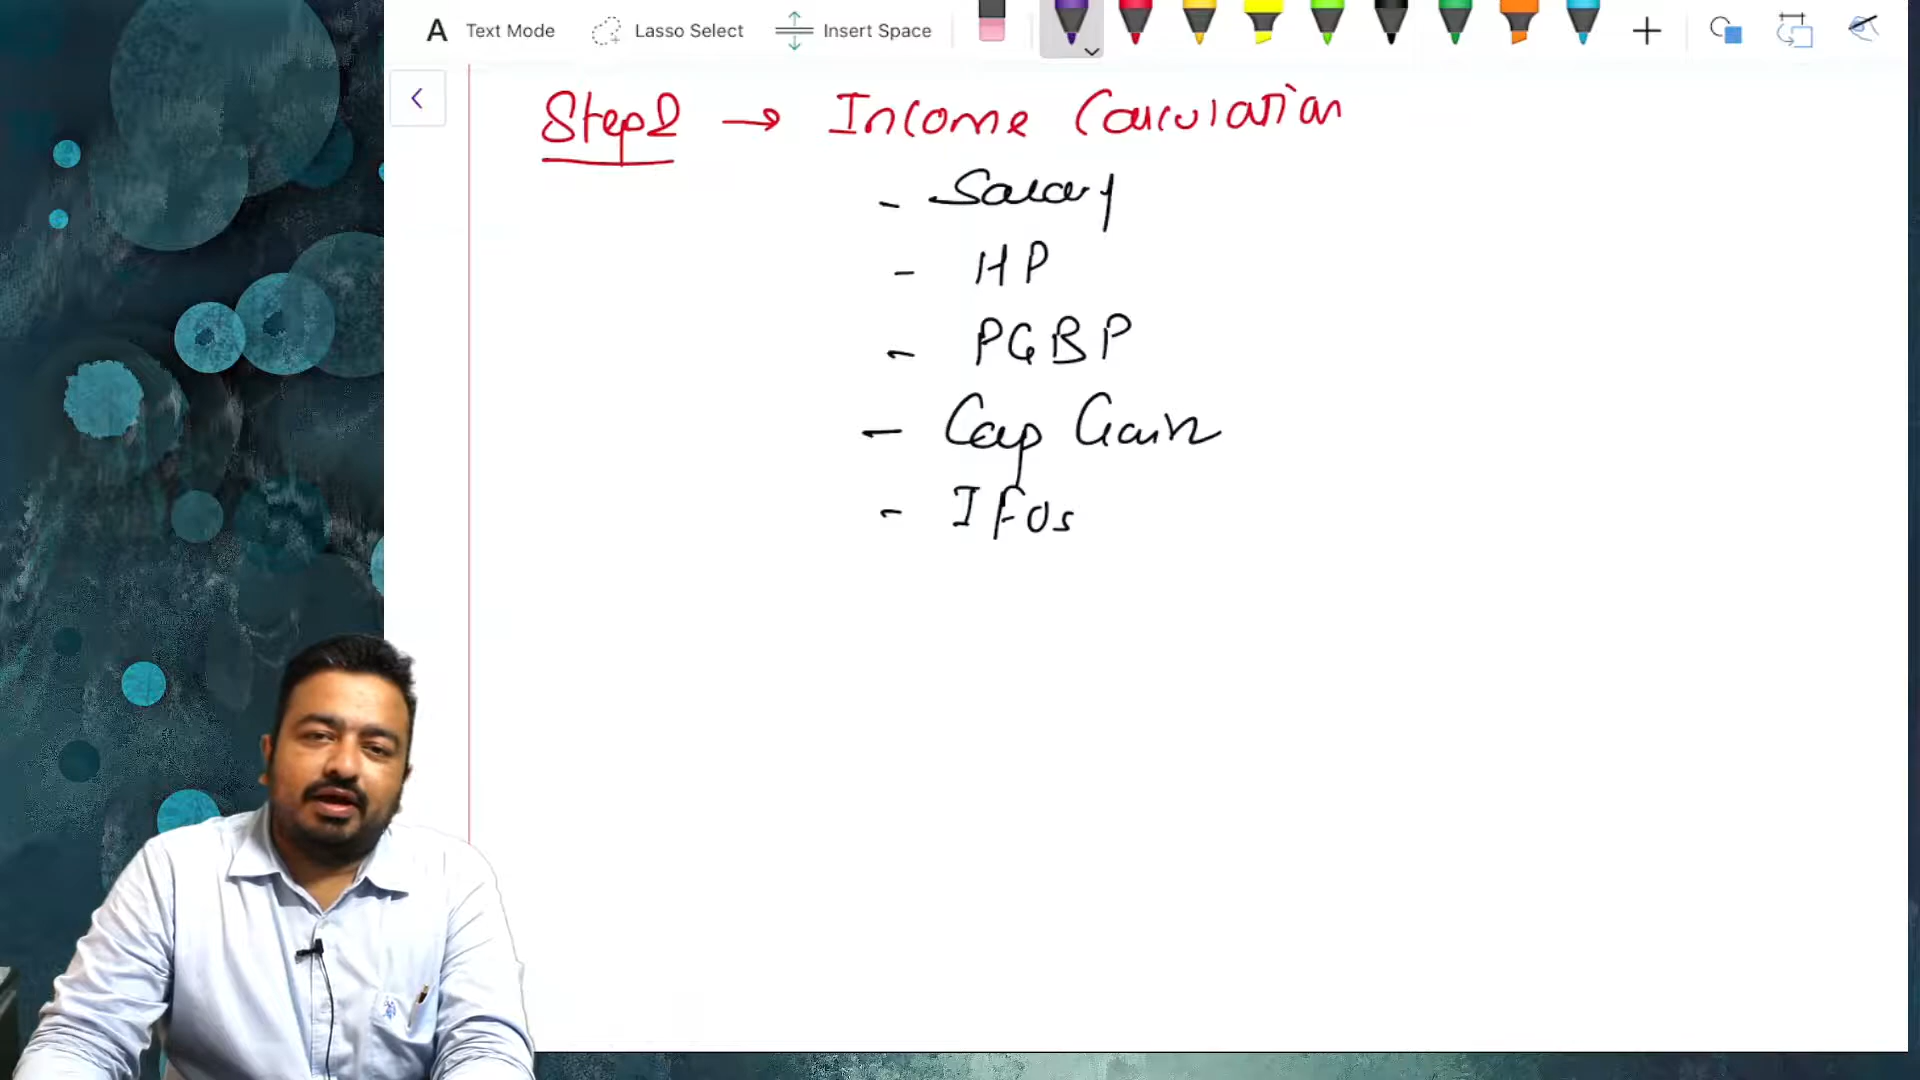 A Text Mode Lasso Select Insert Space
Step2 → Income Calculation
- Salary
- HP
- PGBP
- Cap Gain
- IFOs